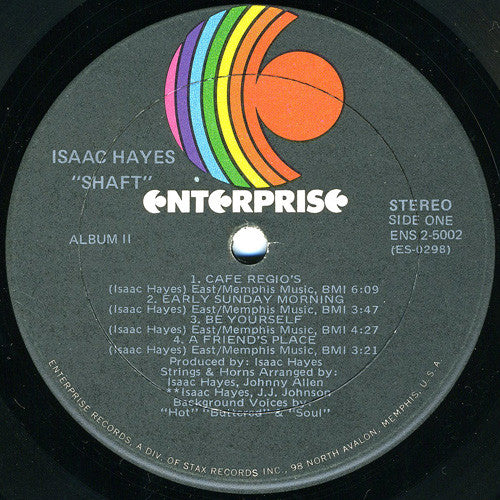 ISAAC HAYES
"SHAFT"
ENTERPRISE
ALBUM II
STEREO
SIDE ONE
ENS 2-5002
(ES-0298)
1. CAFE REGIO'S
(Isaac Hayes) East/Memphis Music, BMI 6:09
2. EARLY SUNDAY MORNING
(Isaac Hayes) East/Memphis Music, BMI 3:47
3. BE YOURSELF
(Isaac Hayes) East/Memphis Music, BMI 4:27
4. A FRIEND'S PLACE
(Isaac Hayes) East/Memphis Music, BMI 3:21
Produced by: Isaac Hayes
Strings & Horns Arranged by:
Isaac Hayes, Johnny Allen
**Isaac Hayes, J.J. Johnson
Background Voices by:
"Hot" "Buttered" & "Soul"
ENTERPRISE RECORDS, A DIV. OF STAX RECORDS INC., 98 NORTH AVALON, MEMPHIS, U.S.A.